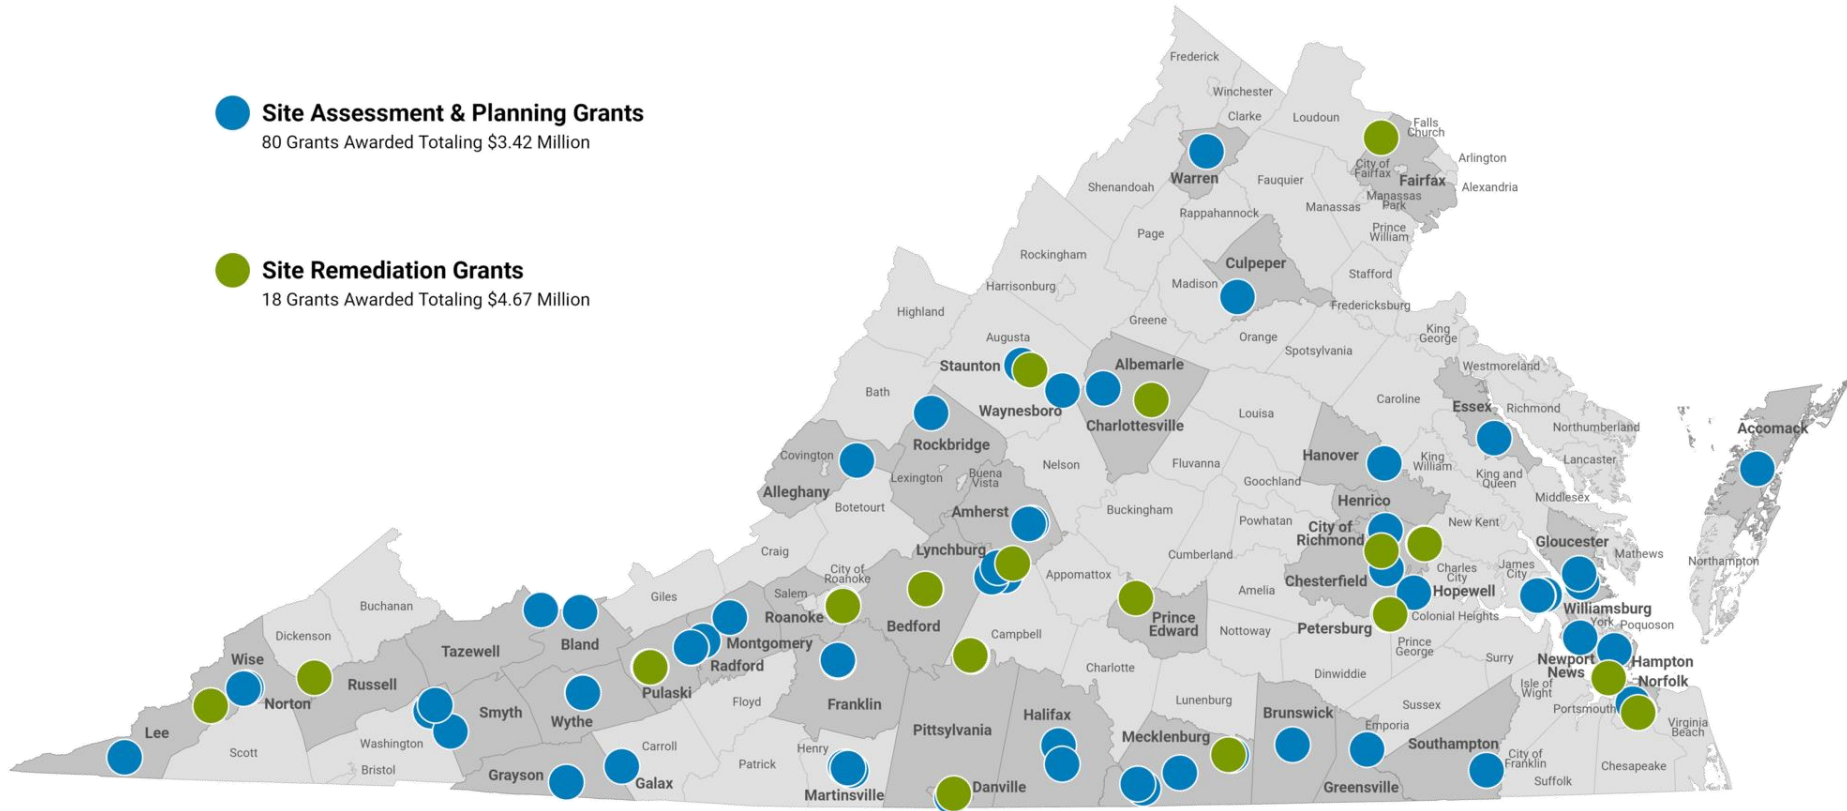 Site Assessment & Planning Grants
80 Grants Awarded Totaling $3.42 Million
Site Remediation Grants
18 Grants Awarded Totaling $4.67 Million
Frederick
Winchester
Clarke
Loudoun
Falls
Church
Arlington
City of
Fairfax
Fairfax
Alexandria
Warren
Shenandoah
Fauquier
Manassas
Park
Manassas
Rappahannock
Prince
William
Page
Rockingham
Culpeper
Stafford
Madison
Harrisonburg
Fredericksburg
Highland
Greene
King
George
Augusta
Orange
Spotsylvania
Staunton
Albemarle
Westmoreland
Bath
Caroline
Essex
Richmond
Waynesboro
Charlottesville
Louisa
Northumberland
Accomack
Rockbridge
Covington
Hanover
King
William
Lancaster
Nelson
Fluvanna
Lexington
Buena
Vista
King and
Queen
Goochland
Alleghany
Middlesex
Henrico
Botetourt
Amherst
Buckingham
Powhatan
City of
Richmond
New Kent
Gloucester
Lynchburg
Craig
Cumberland
Mathews
Northampton
City of
Roanoke
Appomattox
Charles
City
James
City
Chesterfield
Hopewell
Giles
Salem
Amelia
Buchanan
Roanoke
Bedford
Prince
Edward
Williamsburg
Colonial Heights
York
Poquoson
Dickenson
Bland
Montgomery
Campbell
Nottoway
Petersburg
Tazewell
Prince
George
Wise
Radford
Charlotte
Surry
Newport
News
Hampton
Russell
Dinwiddie
Norfolk
Norton
Pulaski
Isle of
Wight
Floyd
Franklin
Lunenburg
Sussex
Portsmouth
Smyth
Wythe
Halifax
Brunswick
Emporia
Virginia
Beach
Lee
Pittsylvania
Mecklenburg
Washington
Scott
Carroll
Henry
Southampton
City of
Franklin
Patrick
Chesapeake
Bristol
Grayson
Galax
Suffolk
Martinsville
Danville
Greensville